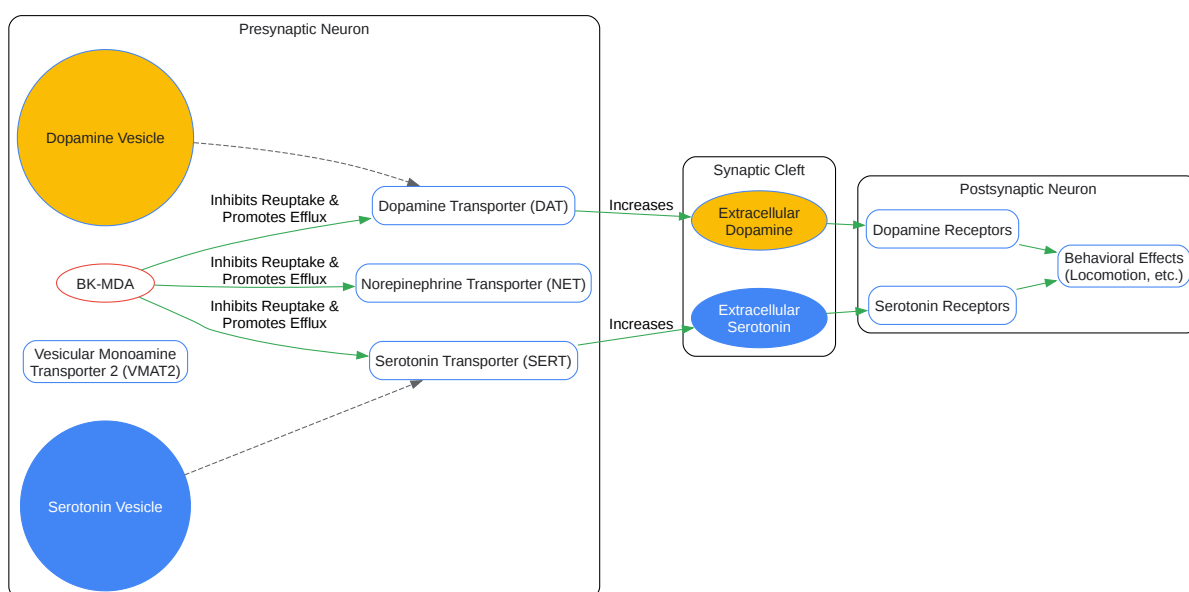 Presynaptic Neuron
Dopamine Vesicle
Inhibits Reuptake &
Promotes Efflux
Dopamine Transporter (DAT)
BK-MDA
Inhibits Reuptake &
Promotes Efflux
Norepinephrine Transporter (NET)
Inhibits Reuptake &
Promotes Efflux
Serotonin Transporter (SERT)
Vesicular Monoamine
Transporter 2 (VMAT2)
Serotonin Vesicle
Increases
Increases
Synaptic Cleft
Extracellular
Dopamine
Extracellular
Serotonin
Postsynaptic Neuron
Dopamine Receptors
Serotonin Receptors
Behavioral Effects
(Locomotion, etc.)